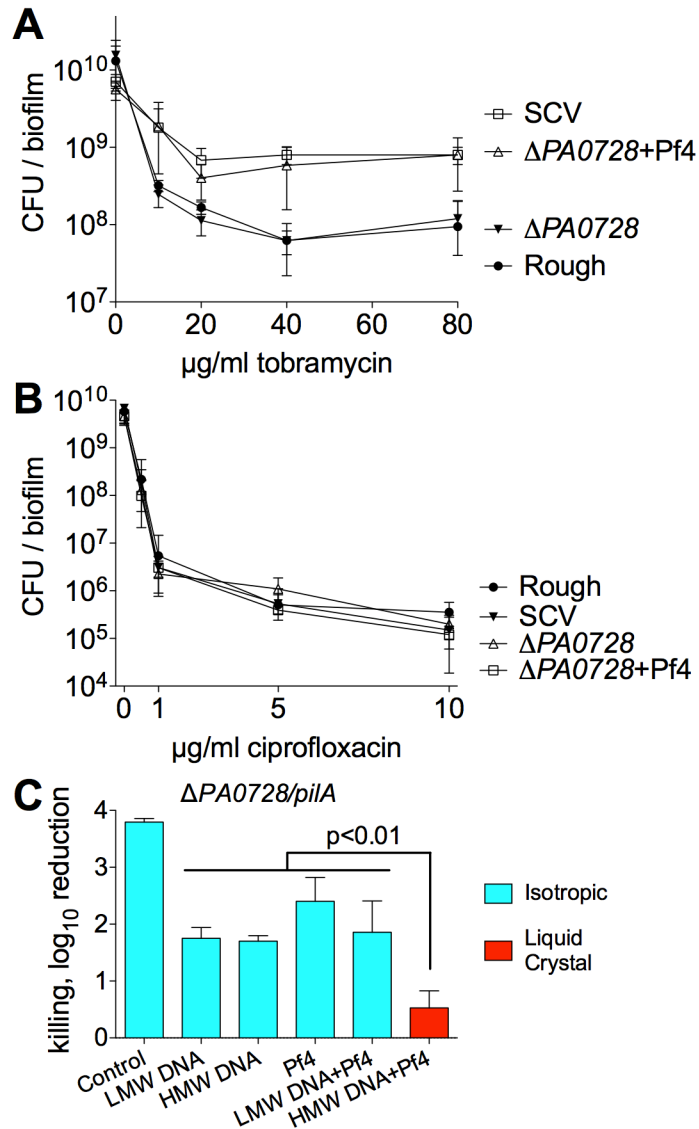 A
CFU / biofilm
10^10
10^9
10^8
10^7
0 20 40 60 80
µg/ml tobramycin
SCV
ΔPA0728+Pf4
ΔPA0728
Rough
B
CFU / biofilm
10^10
10^9
10^8
10^7
10^6
10^5
10^4
0 1 5 10
µg/ml ciprofloxacin
Rough
SCV
ΔPA0728
ΔPA0728+Pf4
C
ΔPA0728/pilA
killing, log10 reduction
4
3
2
1
0
p<0.01
Control
LMW DNA
HMW DNA
Pf4
LMW DNA+Pf4
HMW DNA+Pf4
Isotropic
Liquid
Crystal